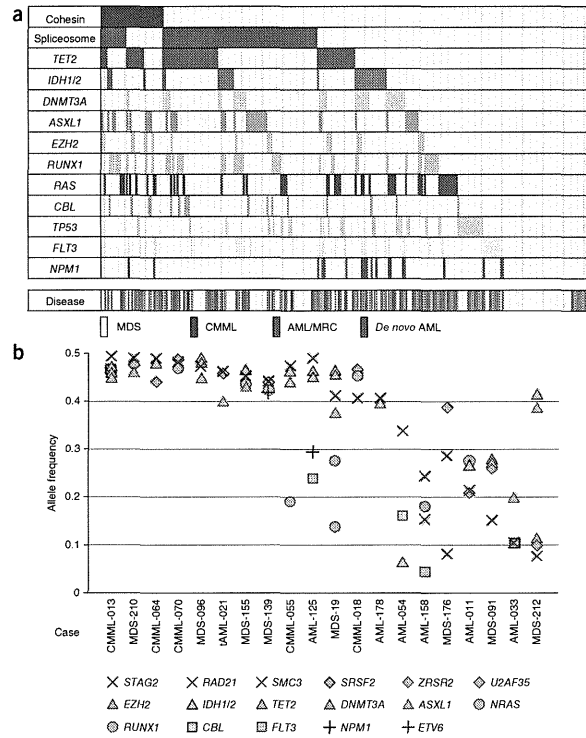 a
Cohesin
Spliceosome
TET2
IDH1/2
DNMT3A
ASXL1
EZH2
RUNX1
RAS
CBL
TP53
FLT3
NPM1
Disease
MDS CMML AML/MRC De novo AML
b
0.5
0.4
0.3
0.2
0.1
0
Allele frequency
Case
CMML-013
MDS-210
CMML-064
CMML-070
MDS-096
tAML-021
MDS-155
MDS-139
CMML-055
AML-125
MDS-19
CMML-018
AML-178
AML-054
AML-158
MDS-176
AML-011
MDS-091
AML-033
MDS-212
STAG2 RAD21 SMC3 SRSF2 ZRSR2 U2AF35
EZH2 IDH1/2 TET2 DNMT3A ASXL1 NRAS
RUNX1 CBL FLT3 NPM1 ETV6